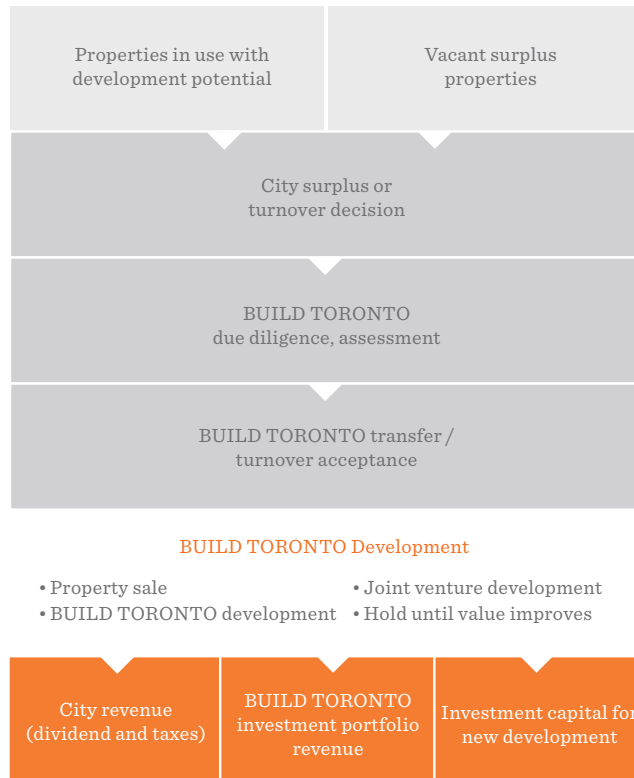 Properties in use with
development potential
Vacant surplus
properties
City surplus or
turnover decision
BUILD TORONTO
due diligence, assessment
BUILD TORONTO transfer /
turnover acceptance
BUILD TORONTO Development
• Property sale
• BUILD TORONTO development
• Joint venture development
• Hold until value improves
City revenue
(dividend and taxes)
BUILD TORONTO
investment portfolio
revenue
Investment capital for
new development